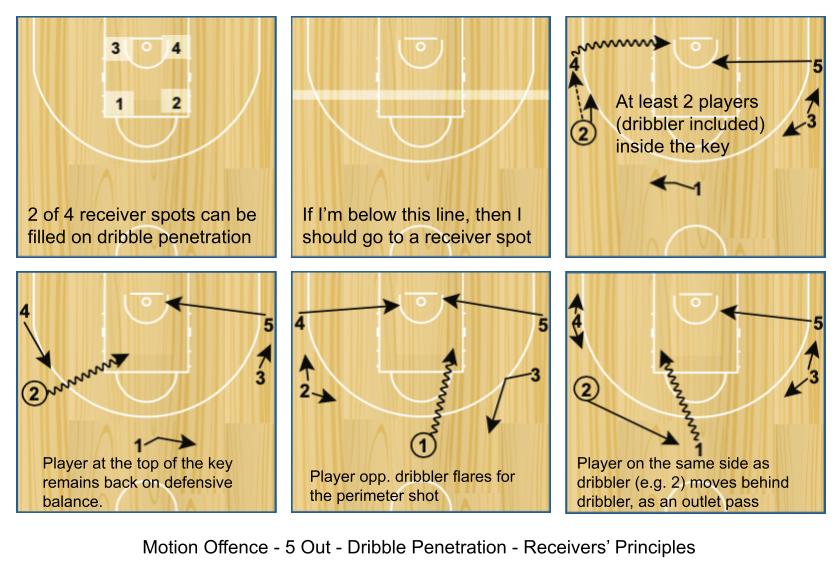 3 4
1 2
2 of 4 receiver spots can be
filled on dribble penetration
If I'm below this line, then I
should go to a receiver spot
4 5
2 3
1
At least 2 players
(dribbler included)
inside the key
4 5
2 3
1
Player at the top of the key
remains back on defensive
balance.
4 5
2 3
1
Player opp. dribbler flares for
the perimeter shot
4 5
2 3
1
Player on the same side as
dribbler (e.g. 2) moves behind
dribbler, as an outlet pass
Motion Offence - 5 Out - Dribble Penetration - Receivers' Principles